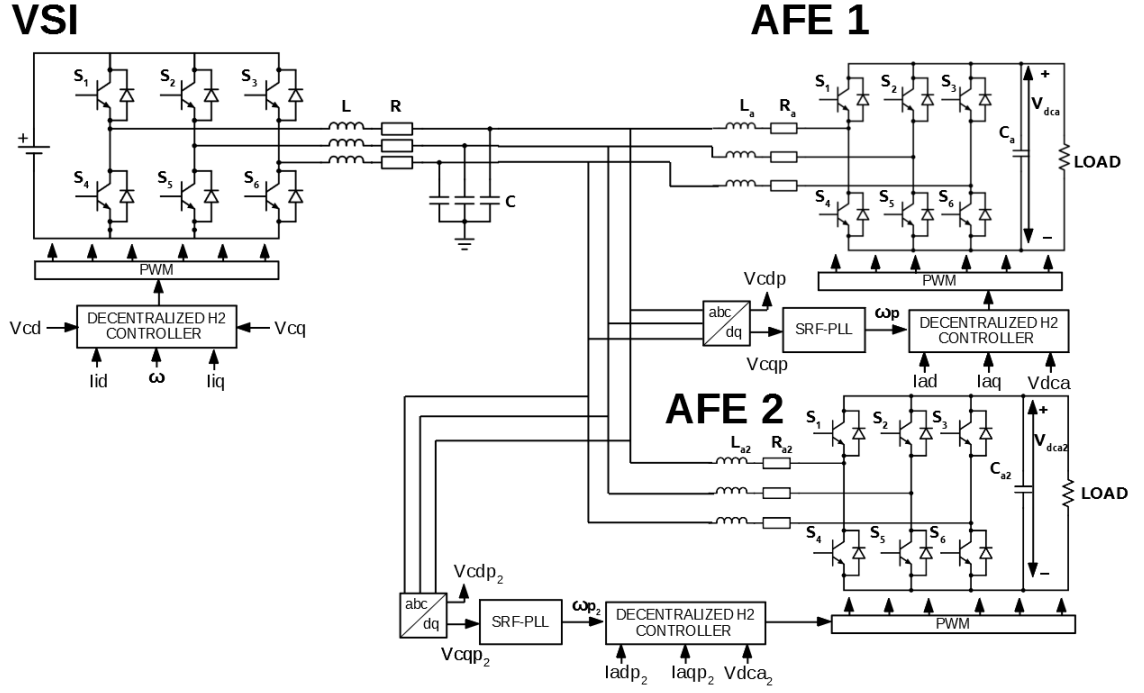 VSI
AFE 1
S1
S2
S3
L
R
La
Ra
S1
S2
S3
+
Vdca
Ca
LOAD
+
S4
S5
S6
C
S4
S5
S6
−
PWM
PWM
Vcd
DECENTRALIZED H2
CONTROLLER
Vcq
Iid
ω
Iiq
Vcdp
abc
dq
Vcqp
SRF-PLL
ωp
DECENTRALIZED H2
CONTROLLER
Iad
Iaq
Vdca
AFE 2
La2
Ra2
S1
S2
S3
+
Vdca2
Ca2
LOAD
S4
S5
S6
−
Vcdp2
abc
dq
Vcqp2
SRF-PLL
ωp2
DECENTRALIZED H2
CONTROLLER
PWM
Iadp2
Iaqp2
Vdca2